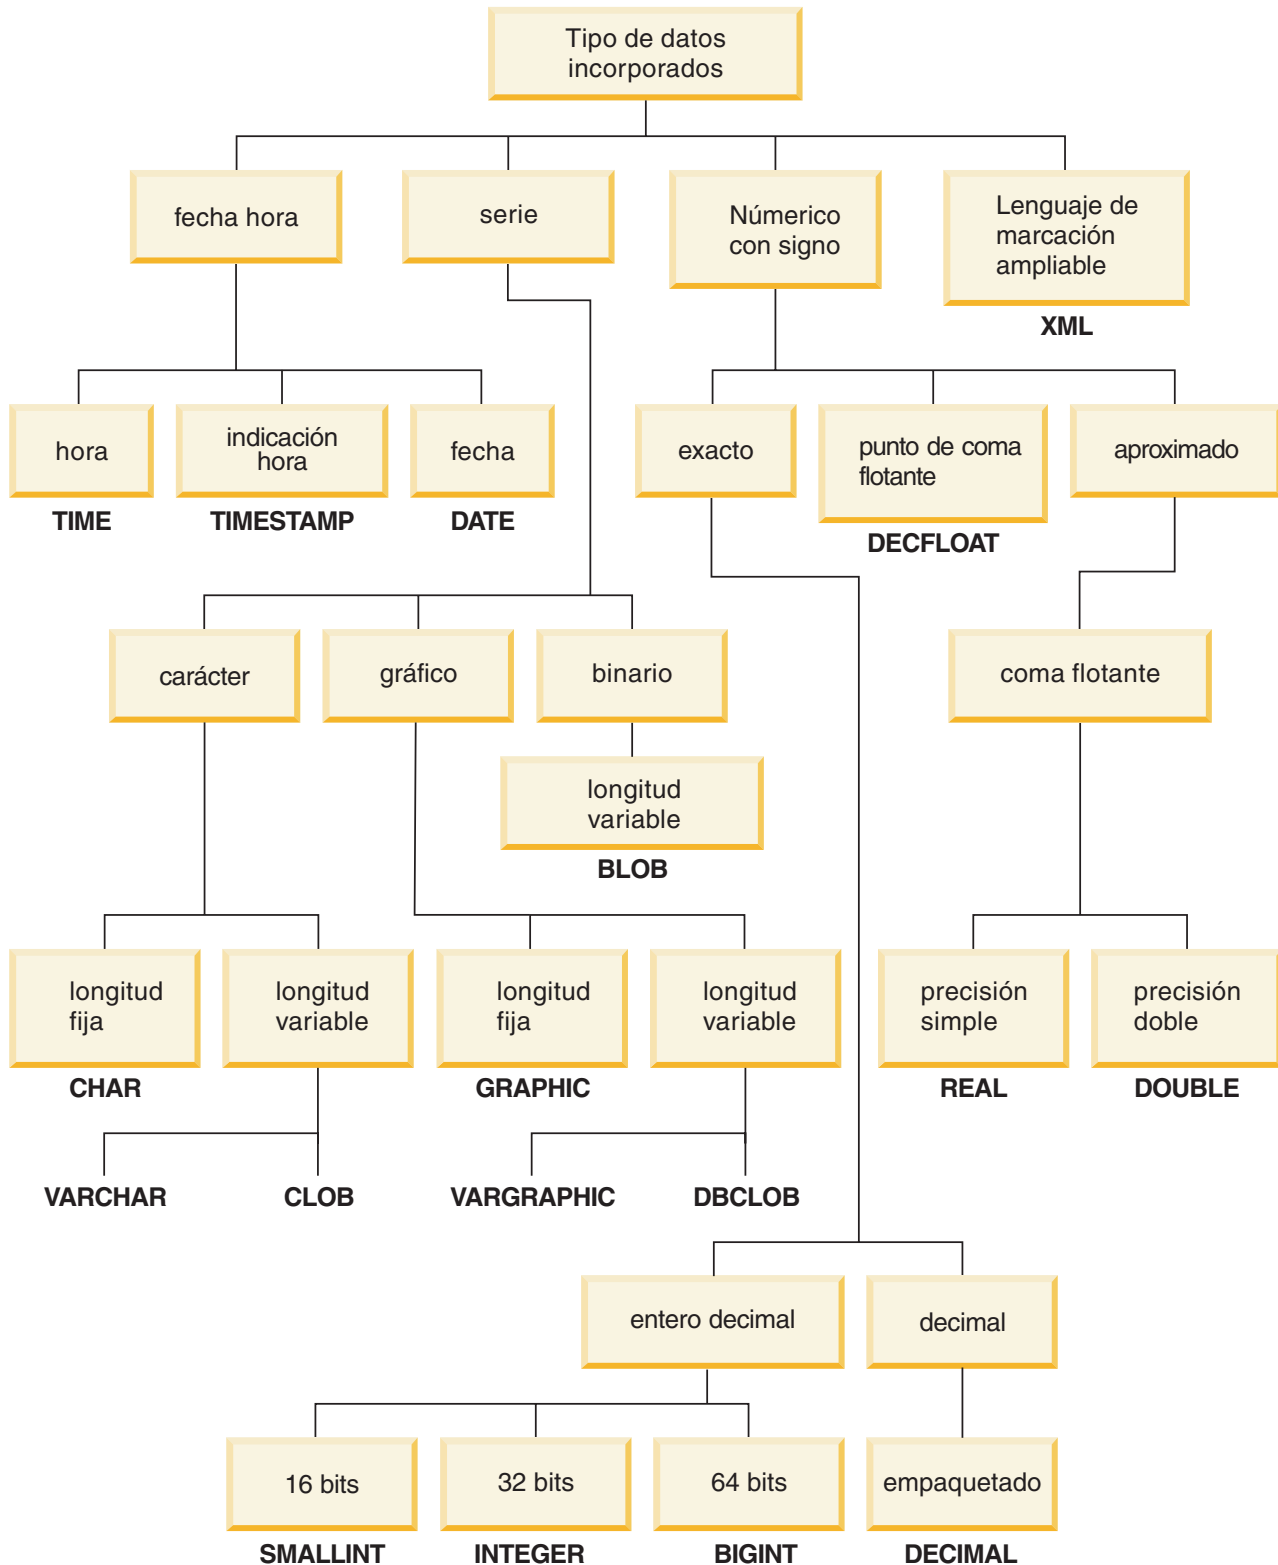 Tipo de datos
incorporados
fecha hora
serie
Númerico
con signo
Lenguaje de
marcación
ampliable
XML
hora
TIME
indicación
hora
TIMESTAMP
fecha
DATE
exacto
punto de coma
flotante
DECFLOAT
aproximado
carácter
gráfico
binario
coma flotante
longitud
variable
BLOB
longitud
fija
CHAR
longitud
variable
longitud
fija
GRAPHIC
longitud
variable
precisión
simple
REAL
precisión
doble
DOUBLE
VARCHAR
CLOB
VARGRAPHIC
DBCLOB
entero decimal
decimal
16 bits
SMALLINT
32 bits
INTEGER
64 bits
BIGINT
empaquetado
DECIMAL